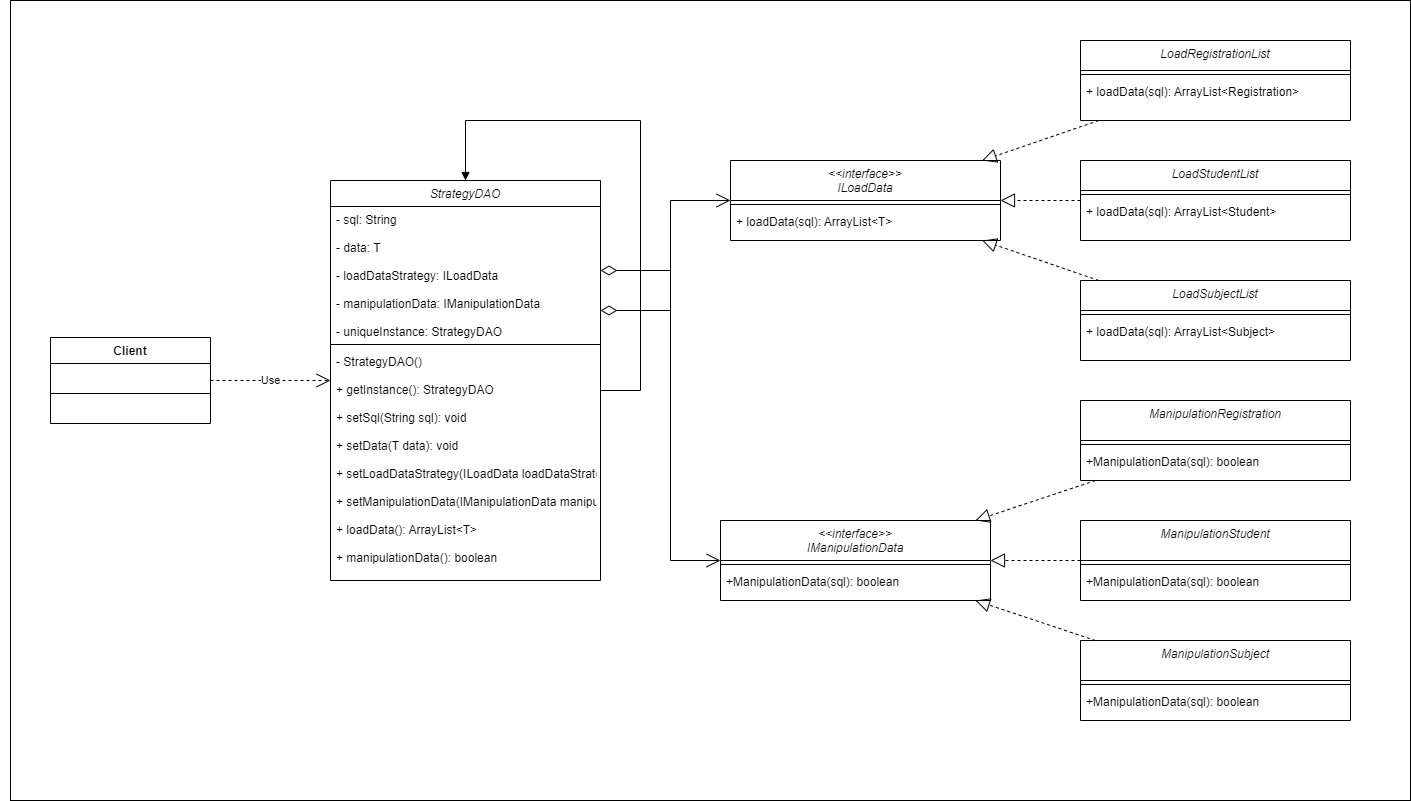 Client
Use
StrategyDAO
- sql: String
- data: T
- loadDataStrategy: ILoadData
- manipulationData: IManipulationData
- uniqueInstance: StrategyDAO
- StrategyDAO()
+ getInstance(): StrategyDAO
+ setSql(String sql): void
+ setData(T data): void
+ setLoadDataStrategy(ILoadData loadDataStrat
+ setManipulationData(IManipulationData manipu
+ loadData(): ArrayList<T>
+ manipulationData(): boolean
<<interface>>
ILoadData
+ loadData(sql): ArrayList<T>
LoadRegistrationList
+ loadData(sql): ArrayList<Registration>
LoadStudentList
+ loadData(sql): ArrayList<Student>
LoadSubjectList
+ loadData(sql): ArrayList<Subject>
<<interface>>
IManipulationData
+ManipulationData(sql): boolean
ManipulationRegistration
+ManipulationData(sql): boolean
ManipulationStudent
+ManipulationData(sql): boolean
ManipulationSubject
+ManipulationData(sql): boolean